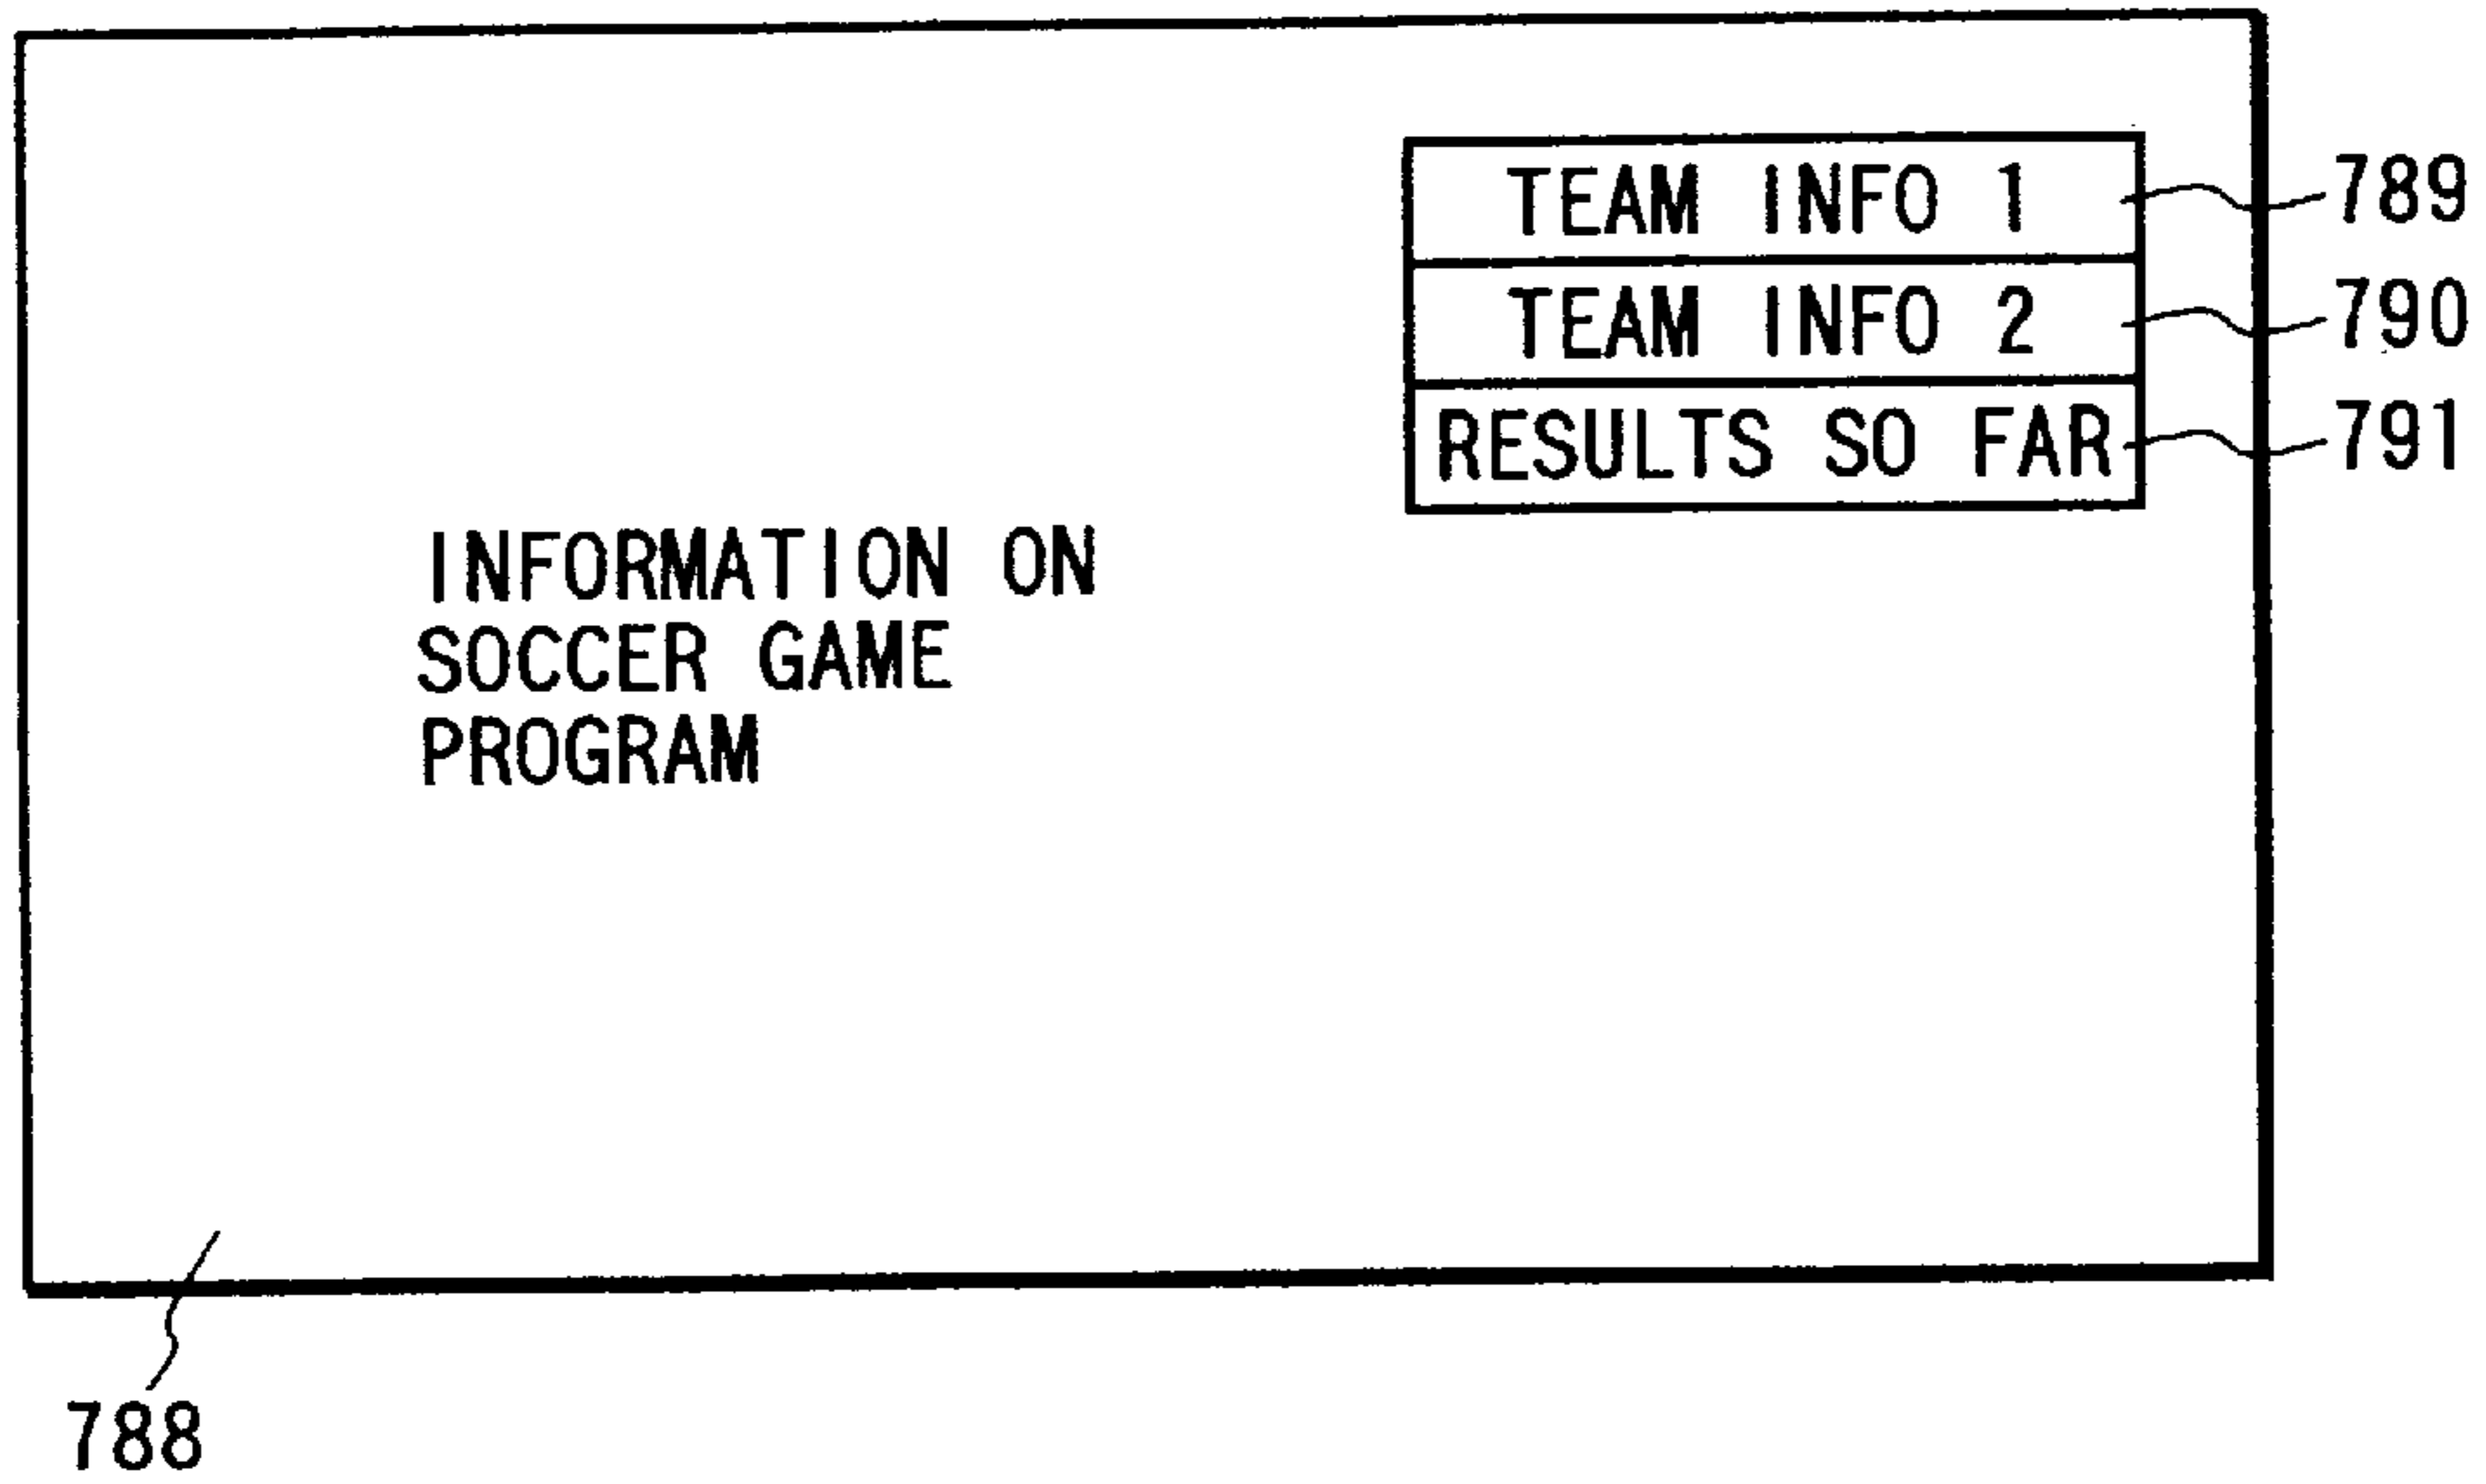 TEAM INFO 1
789
TEAM INFO 2
790
RESULTS SO FAR
791
INFORMATION ON
SOCCER GAME
PROGRAM
788